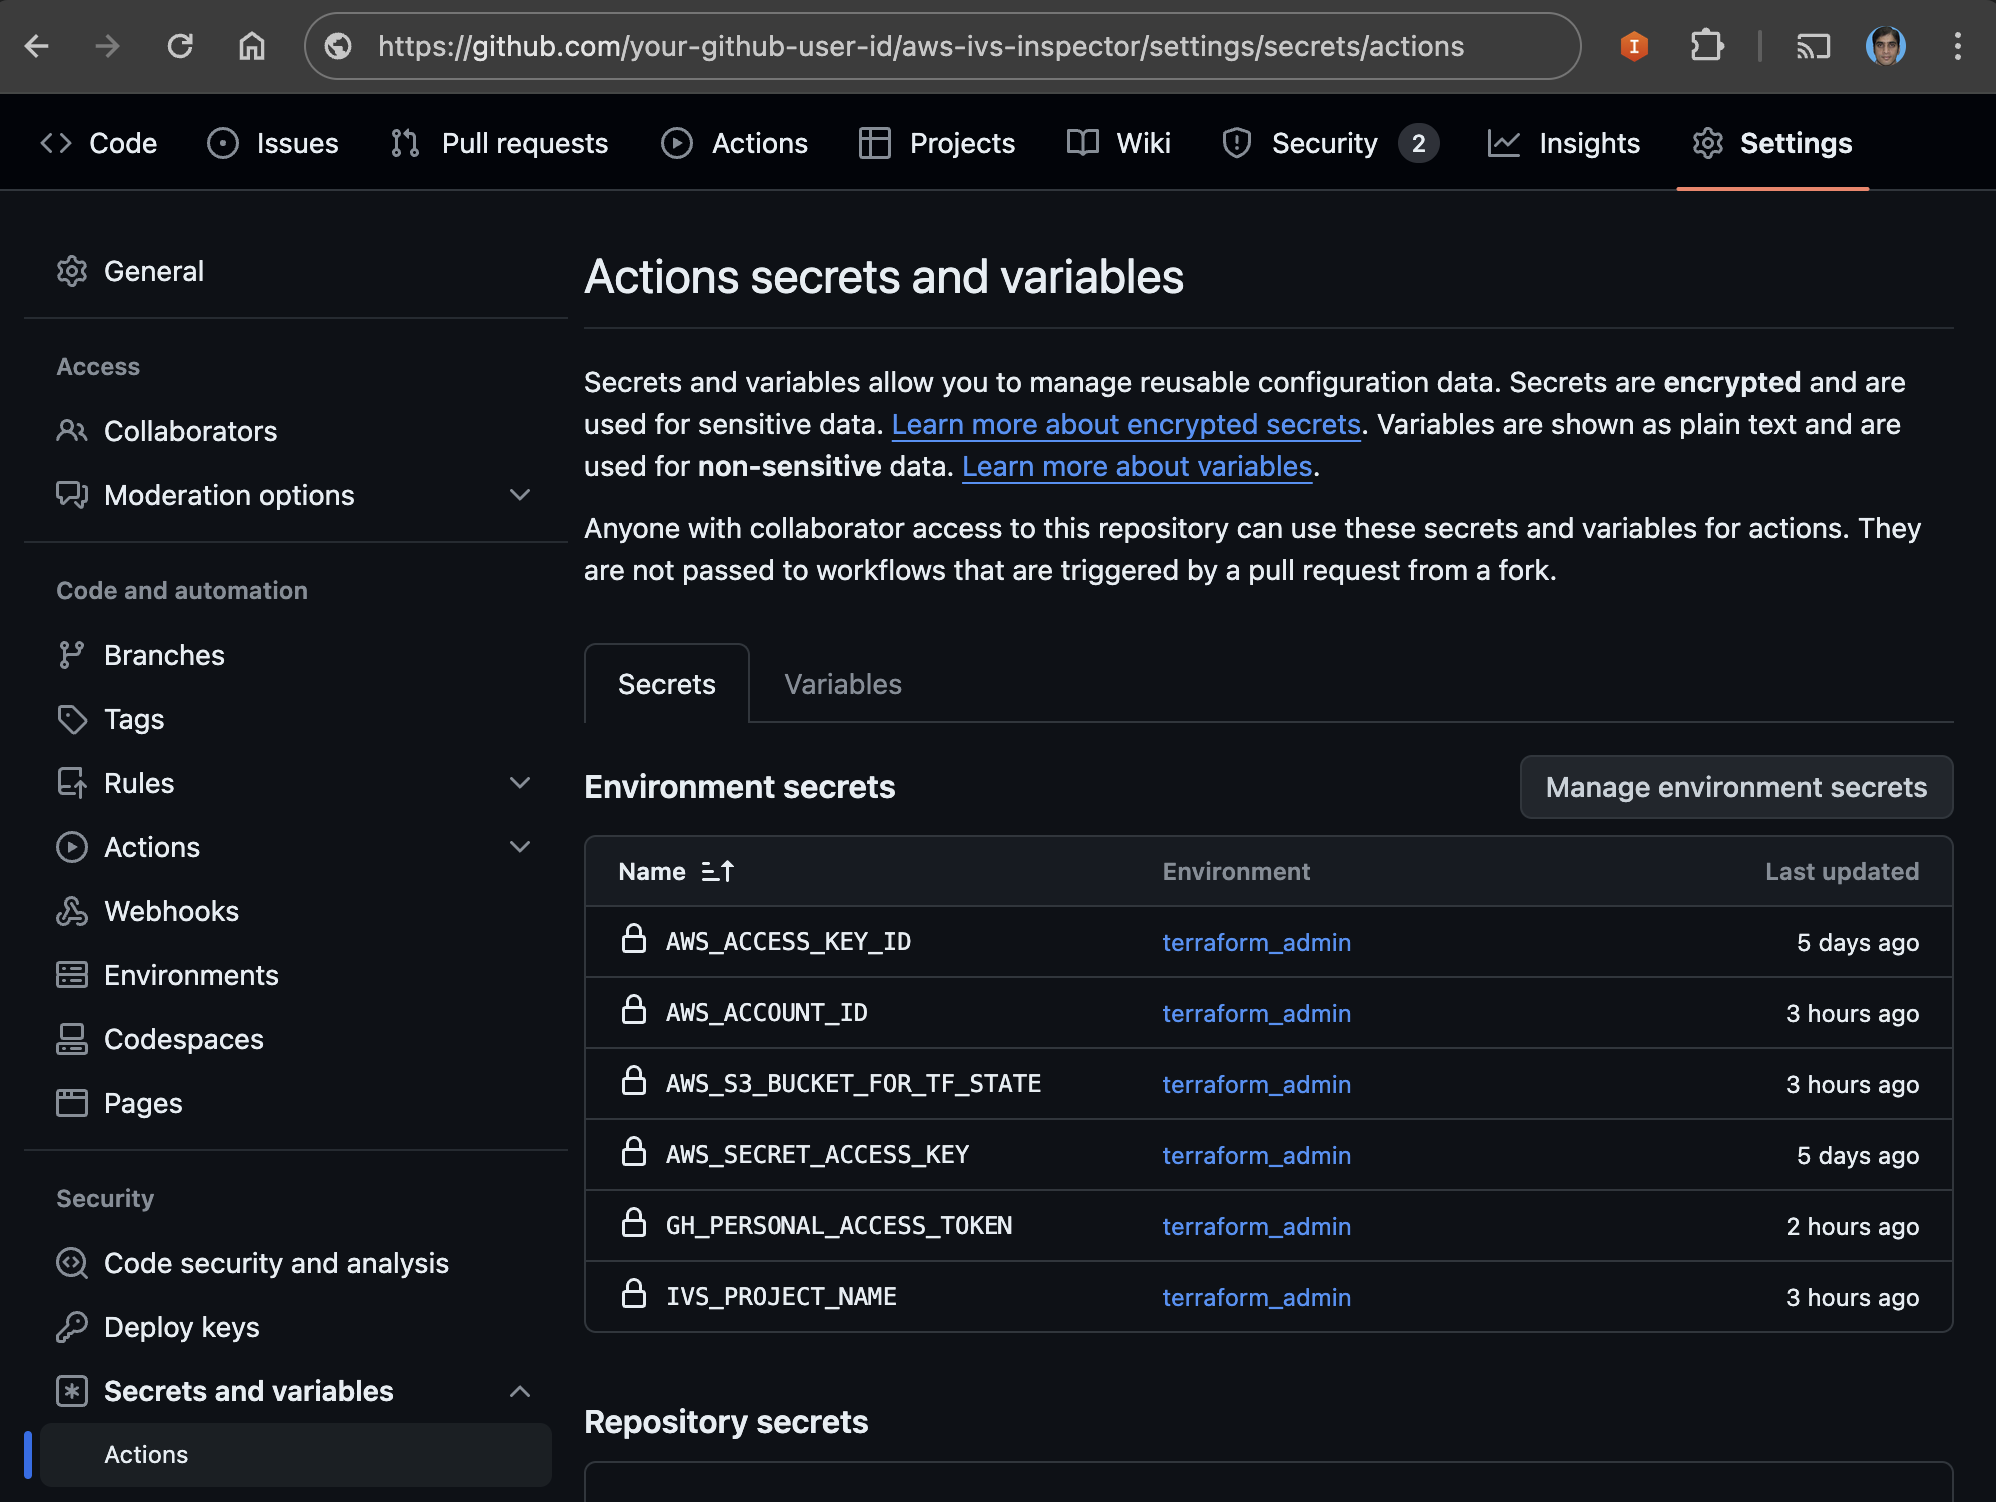 https://github.com/your-github-user-id/aws-ivs-inspector/settings/secrets/actions
I
Code
Issues
Pull requests
Actions
Projects
Wiki
Security 2
Insights
Settings
General
Access
Collaborators
Moderation options
Code and automation
Branches
Tags
Rules
Actions
Webhooks
Environments
Codespaces
Pages
Security
Code security and analysis
Deploy keys
Secrets and variables
Actions
Actions secrets and variables
Secrets and variables allow you to manage reusable configuration data. Secrets are encrypted and are
used for sensitive data. Learn more about encrypted secrets. Variables are shown as plain text and are
used for non-sensitive data. Learn more about variables.
Anyone with collaborator access to this repository can use these secrets and variables for actions. They
are not passed to workflows that are triggered by a pull request from a fork.
Secrets Variables
Environment secrets
Manage environment secrets
Name Environment Last updated
AWS_ACCESS_KEY_ID terraform_admin 5 days ago
AWS_ACCOUNT_ID terraform_admin 3 hours ago
AWS_S3_BUCKET_FOR_TF_STATE terraform_admin 3 hours ago
AWS_SECRET_ACCESS_KEY terraform_admin 5 days ago
GH_PERSONAL_ACCESS_TOKEN terraform_admin 2 hours ago
IVS_PROJECT_NAME terraform_admin 3 hours ago
Repository secrets